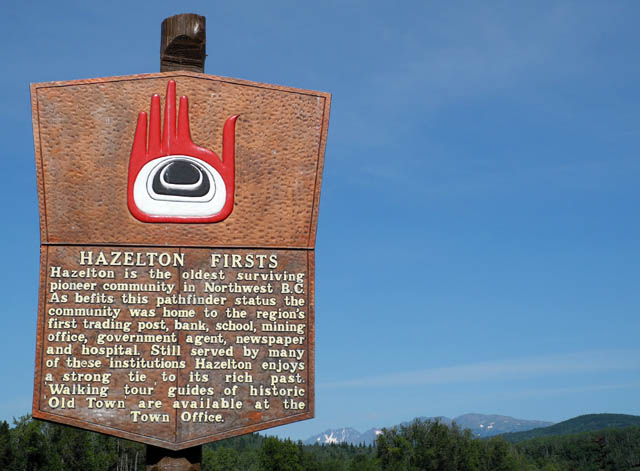 HAZELTON FIRSTS
Hazelton is the oldest surviving
pioneer community in Northwest B.C.
As befits this pathfinder status the
community was home to the region's
first trading post, bank, school, mining
office, government agent, newspaper
and hospital. Still served by many
of these institutions Hazelton enjoys
a strong tie to its rich past.
Walking tour guides of historic
Old Town are available at the
Town Office.